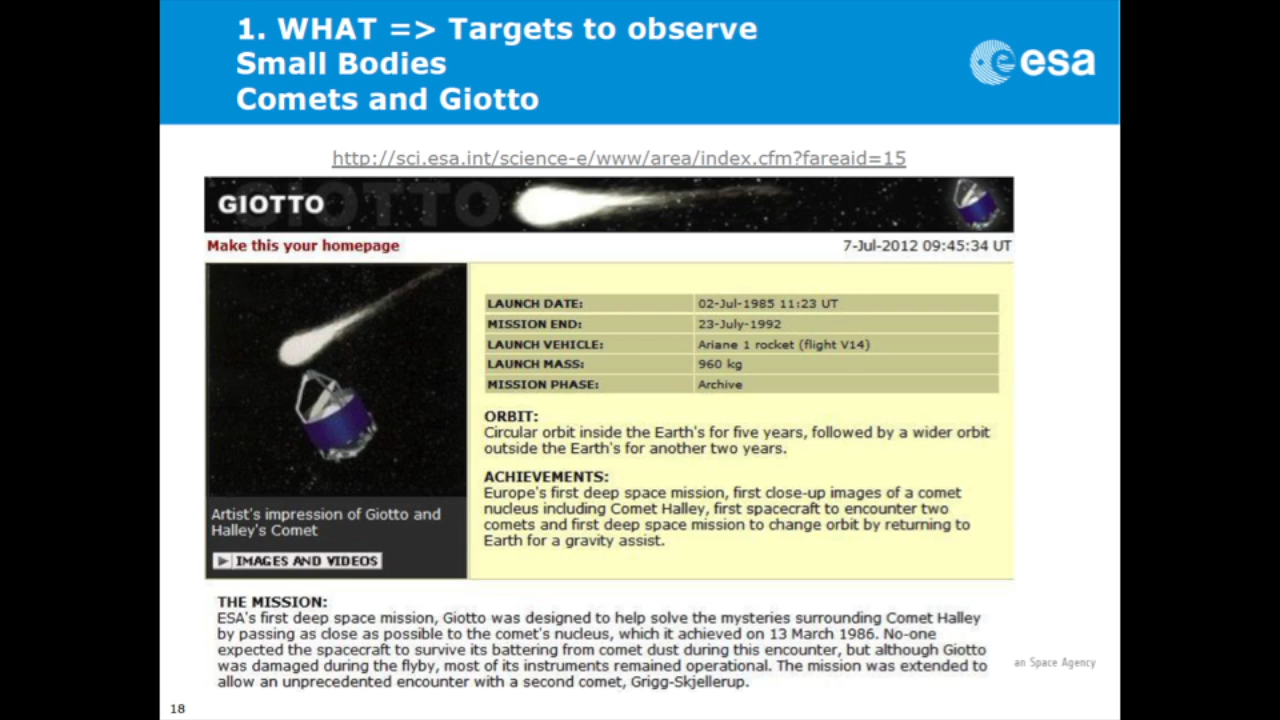 1. WHAT => Targets to observe
Small Bodies
Comets and Giotto
esa
http://sci.esa.int/science-e/www/area/index.cfm?fareaid=15
GIOTTO
GIOTTO
Make this your homepage
7-Jul-2012 09:45:34 UT
LAUNCH DATE: 02-Jul-1985 11:23 UT
MISSION END: 23-July-1992
LAUNCH VEHICLE: Ariane 1 rocket (flight V14)
LAUNCH MASS: 960 kg
MISSION PHASE: Archive
ORBIT:
Circular orbit inside the Earth's for five years, followed by a wider orbit
outside the Earth's for another two years.
ACHIEVEMENTS:
Europe's first deep space mission, first close-up images of a comet
nucleus including Comet Halley, first spacecraft to encounter two
comets and first deep space mission to change orbit by returning to
Earth for a gravity assist.
Artist's impression of Giotto and
Halley's Comet
IMAGES AND VIDEOS
THE MISSION:
ESA's first deep space mission, Giotto was designed to help solve the mysteries surrounding Comet Halley
by passing as close as possible to the comet's nucleus, which it achieved on 13 March 1986. No-one
expected the spacecraft to survive its battering from comet dust during this encounter, but although Giotto
was damaged during the flyby, most of its instruments remained operational. The mission was extended to
allow an unprecedented encounter with a second comet, Grigg-Skjellerup.
an Space Agency
18